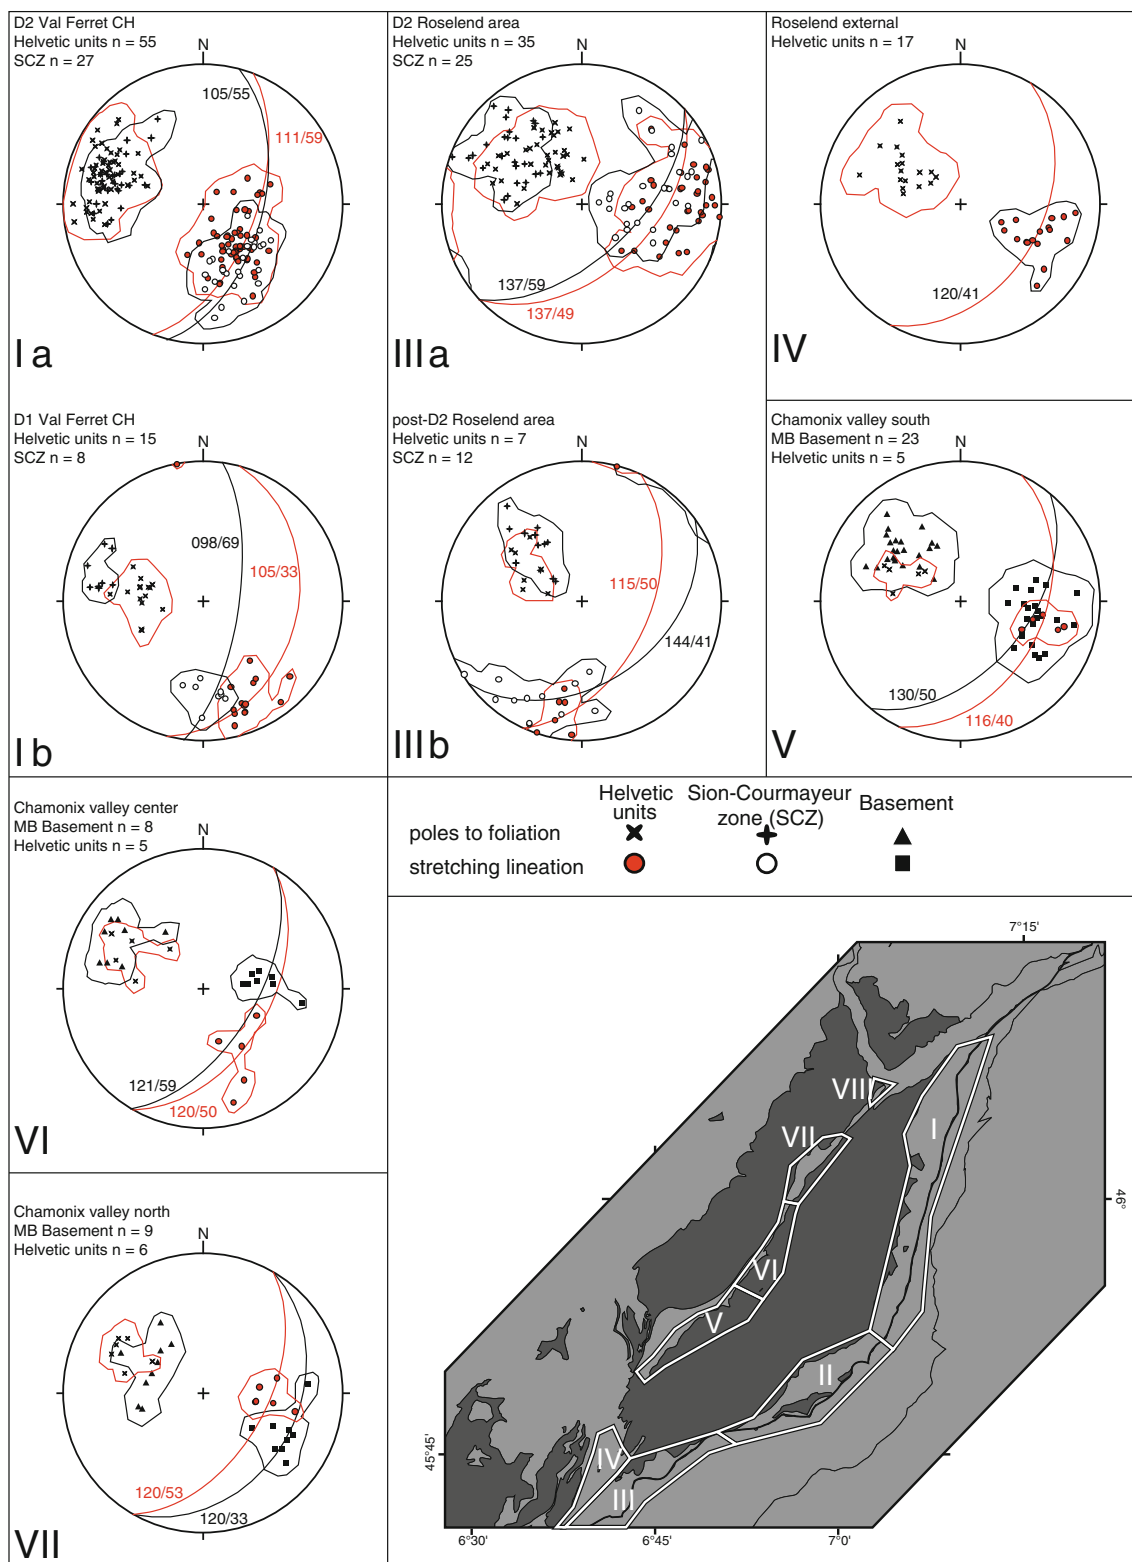 D2 Val Ferret CH
Helvetic units n = 55
SCZ n = 27
N
105/55
111/59
I a
D2 Roselend area
Helvetic units n = 35
SCZ n = 25
N
137/59
137/49
III a
Roselend external
Helvetic units n = 17
N
120/41
IV
D1 Val Ferret CH
Helvetic units n = 15
SCZ n = 8
N
098/69
105/33
I b
post-D2 Roselend area
Helvetic units n = 7
SCZ n = 12
N
115/50
144/41
III b
Chamonix valley south
MB Basement n = 23
Helvetic units n = 5
N
130/50
116/40
V
Chamonix valley center
MB Basement n = 8
Helvetic units n = 5
N
121/59
120/50
VI
Helvetic units
Sion-Courmayeur zone (SCZ)
Basement
poles to foliation
stretching lineation
Chamonix valley north
MB Basement n = 9
Helvetic units n = 6
N
120/53
120/33
VII
7°15'
VIII
VII
I
46°
VI
V
II
45°45'
IV
III
6°30'
6°45'
7°0'